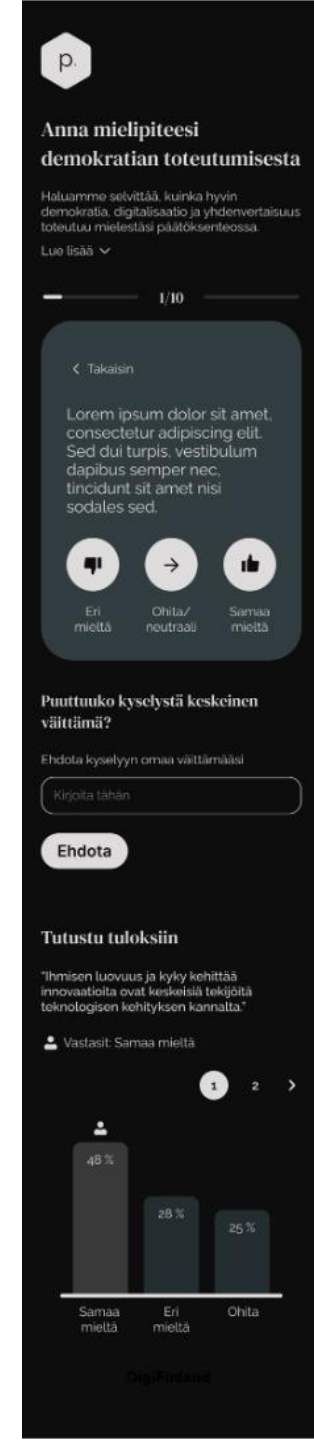 p.
Anna mielipiteesi
demokratian toteutumisesta
Haluamme selvittää, kuinka hyvin
demokratia, digitalisaatio ja yhdenvertaisuus
toteutuu mielestäsi päätöksenteossa.
Lue lisää
1/10
Takaisin
Lorem ipsum dolor sit amet,
consectetur adipiscing elit.
Sed dui turpis, vestibulum
dapibus semper nec,
tincidunt sit amet nisi
sodales sed.
Eri
mieltä
Ohita/
neutraali
Samaa
mieltä
Puuttuuko kyselystä keskeinen
väittämä?
Ehdota kyselyyn omaa väittämääsi
Kirjoita tähän
Ehdota
Tutustu tuloksiin
"Ihmisen luovuus ja kyky kehittää
innovaatioita ovat keskeisiä tekijöitä
teknologisen kehityksen kannalta."
Vastasit: Samaa mieltä
1 2
48 %
28 %
25 %
Samaa
mieltä
Eri
mieltä
Ohita
DigiFinland